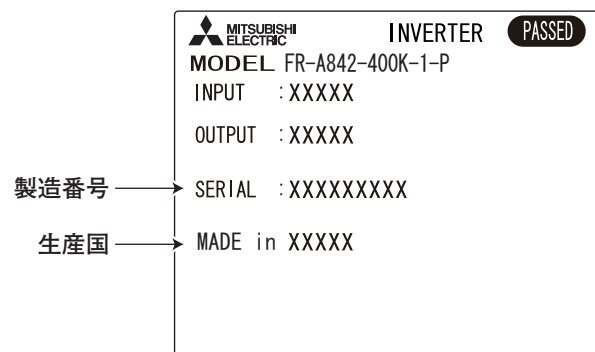 MITSUBISHI
ELECTRIC
INVERTER PASSED
MODEL FR-A842-400K-1-P
INPUT :XXXXX
OUTPUT :XXXXX
製造番号 SERIAL :XXXXXXXXX
生産国 MADE in XXXXX